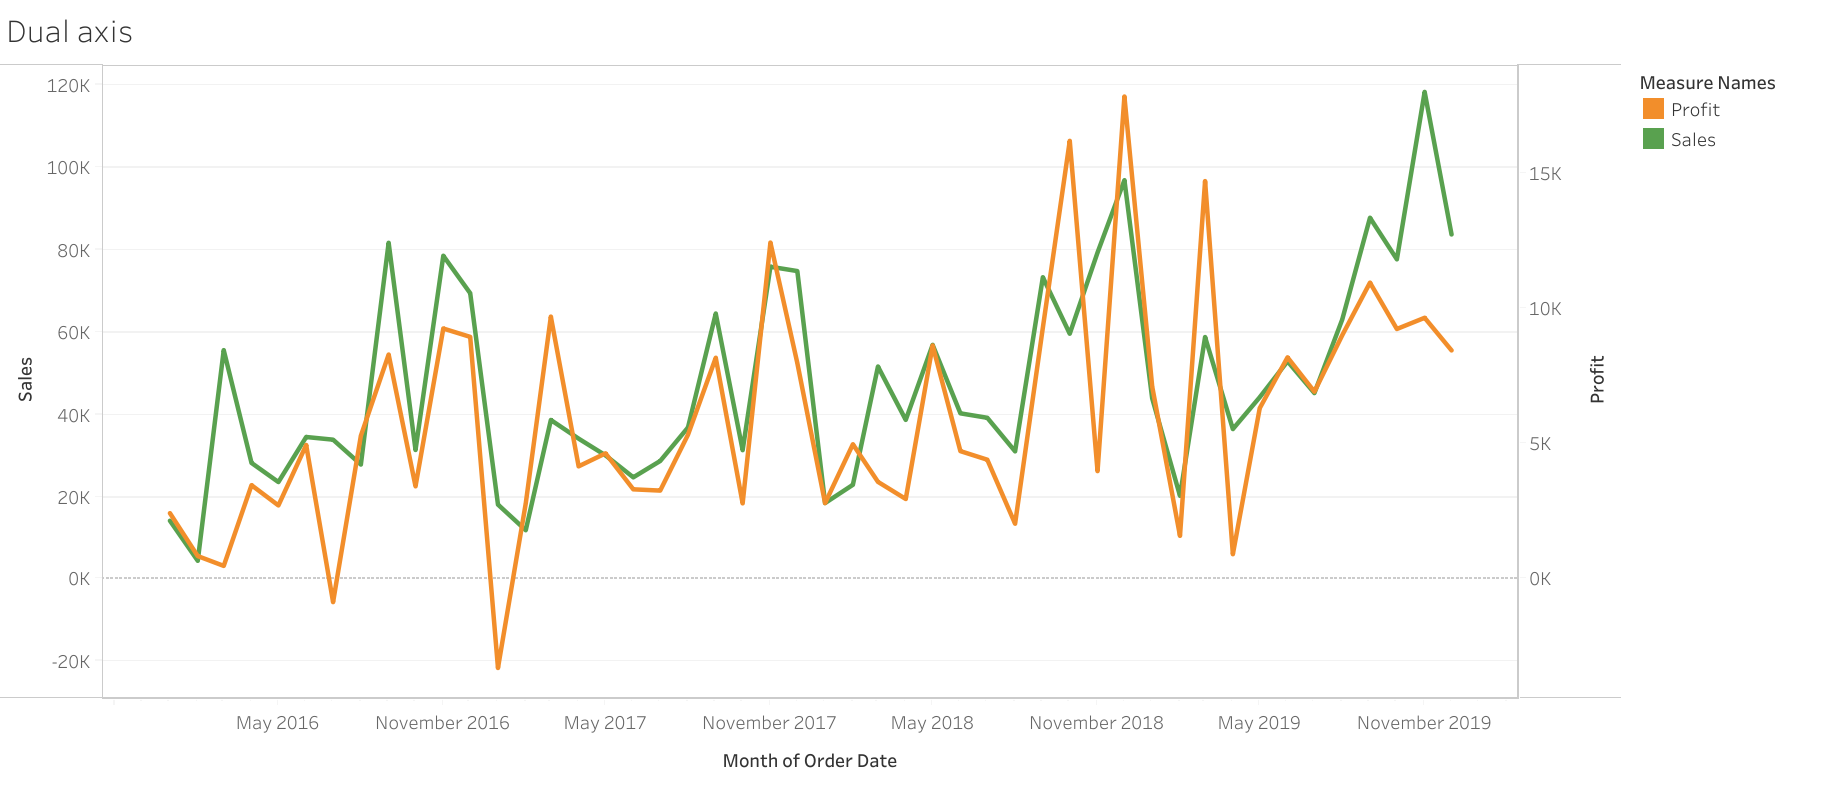 Dual axis
120K
100K
80K
60K
40K
20K
0K
-20K
Sales
15K
10K
5K
0K
Profit
May 2016
November 2016
May 2017
November 2017
May 2018
November 2018
May 2019
November 2019
Month of Order Date
Measure Names
Profit
Sales